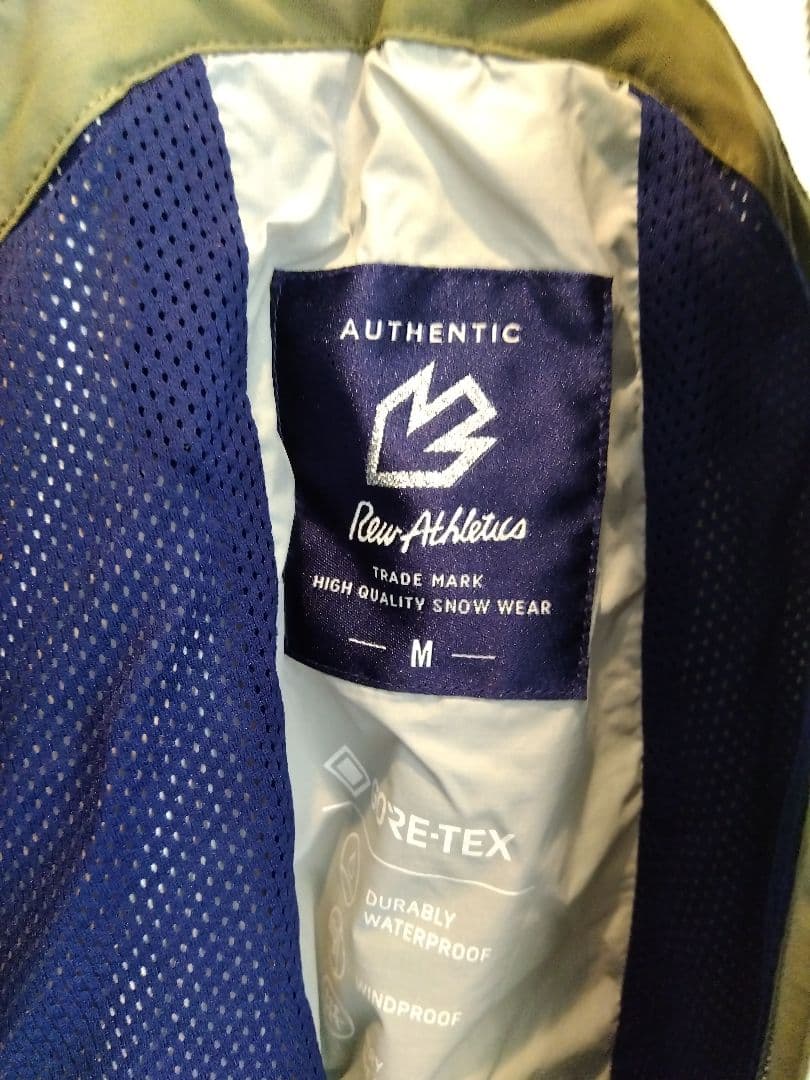 AUTHENTIC
Rew-Athletics
TRADE MARK
HIGH QUALITY SNOW WEAR
M
GORE-TEX
DURABLY
WATERPROOF
WINDPROOF